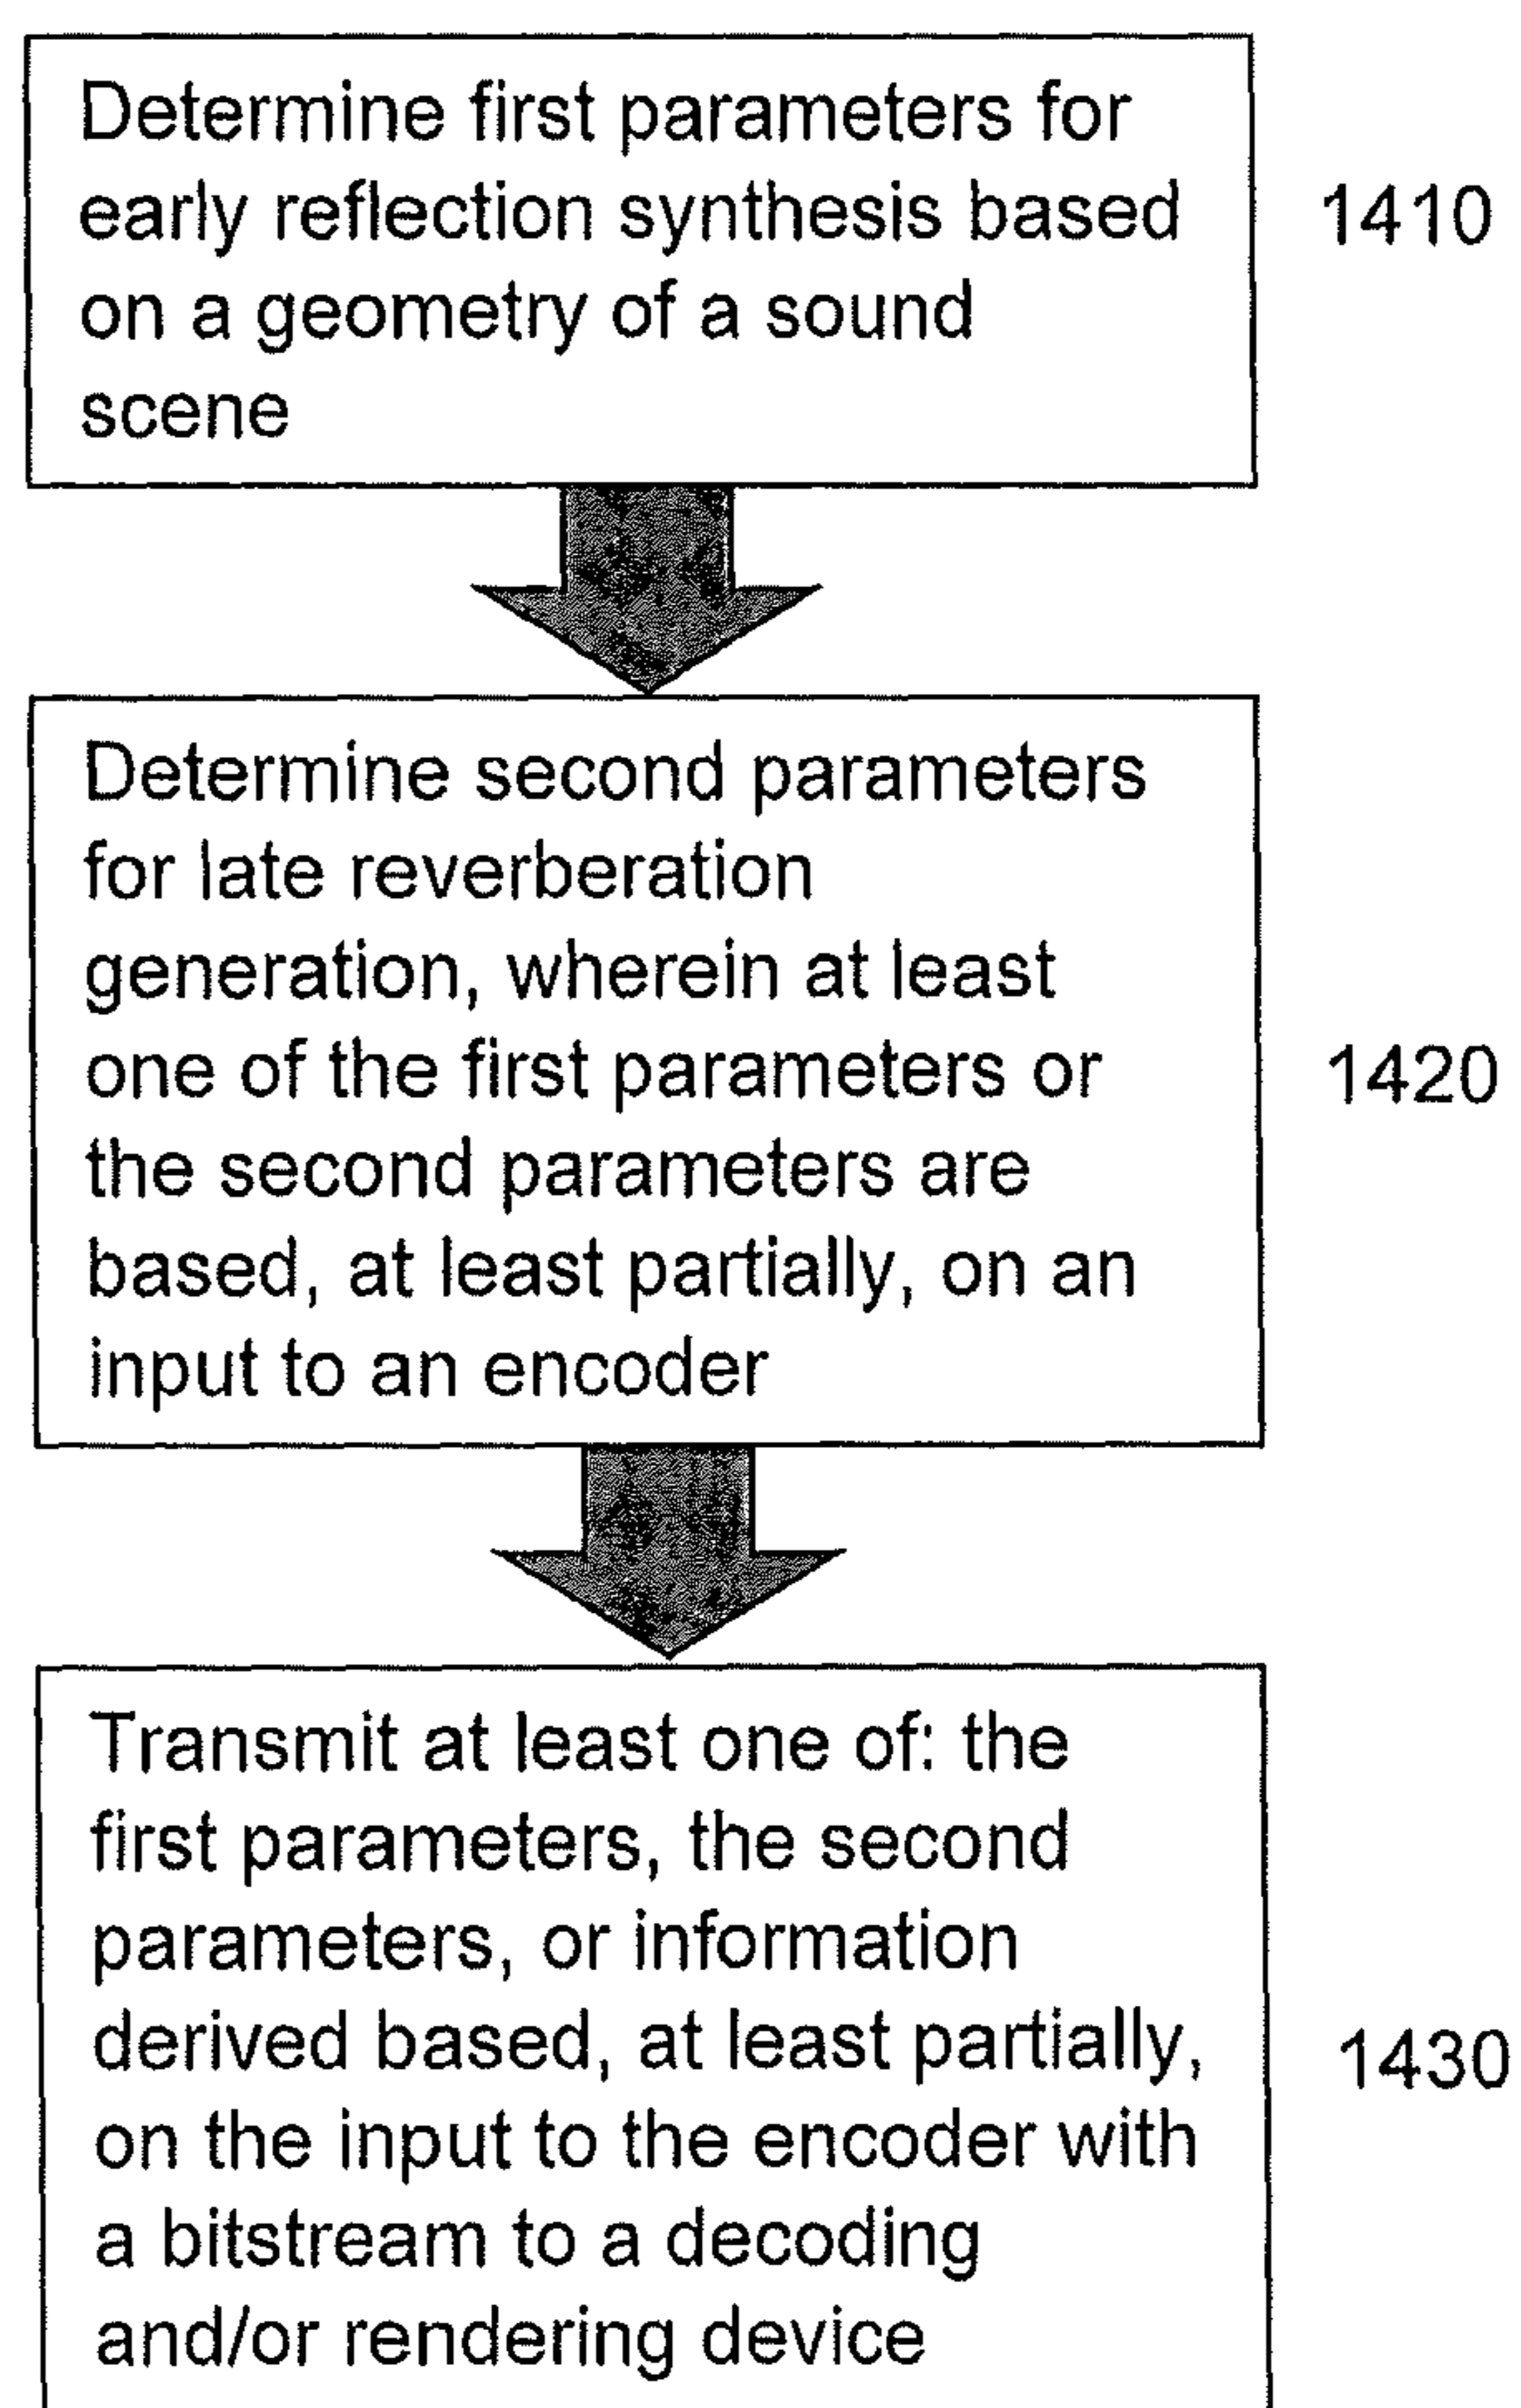 Determine first parameters for
early reflection synthesis based
on a geometry of a sound
scene
1410
Determine second parameters
for late reverberation
generation, wherein at least
one of the first parameters or
the second parameters are
based, at least partially, on an
input to an encoder
1420
Transmit at least one of: the
first parameters, the second
parameters, or information
derived based, at least partially,
on the input to the encoder with
a bitstream to a decoding
and/or rendering device
1430